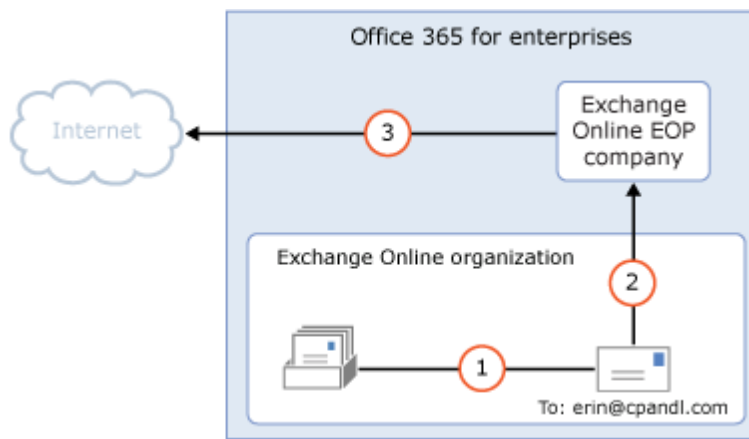 Office 365 for enterprises
Internet
3
Exchange
Online EOP
company
2
Exchange Online organization
1
To: erin@cpandl.com